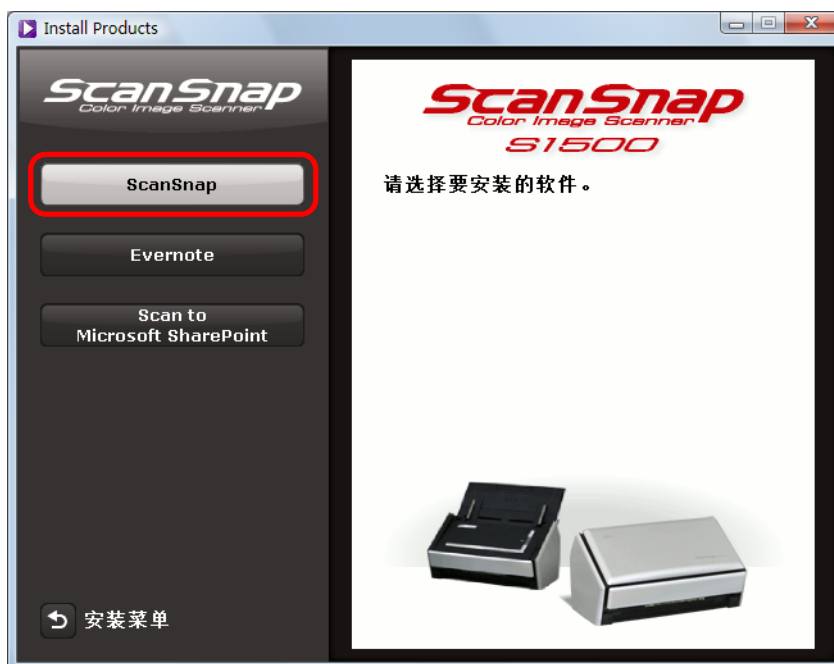 Install Products
ScanSnap
Color Image Scanner
ScanSnap
Evernote
Scan to
Microsoft SharePoint
安装菜单
ScanSnap
Color Image Scanner
S1500
请选择要安装的软件。